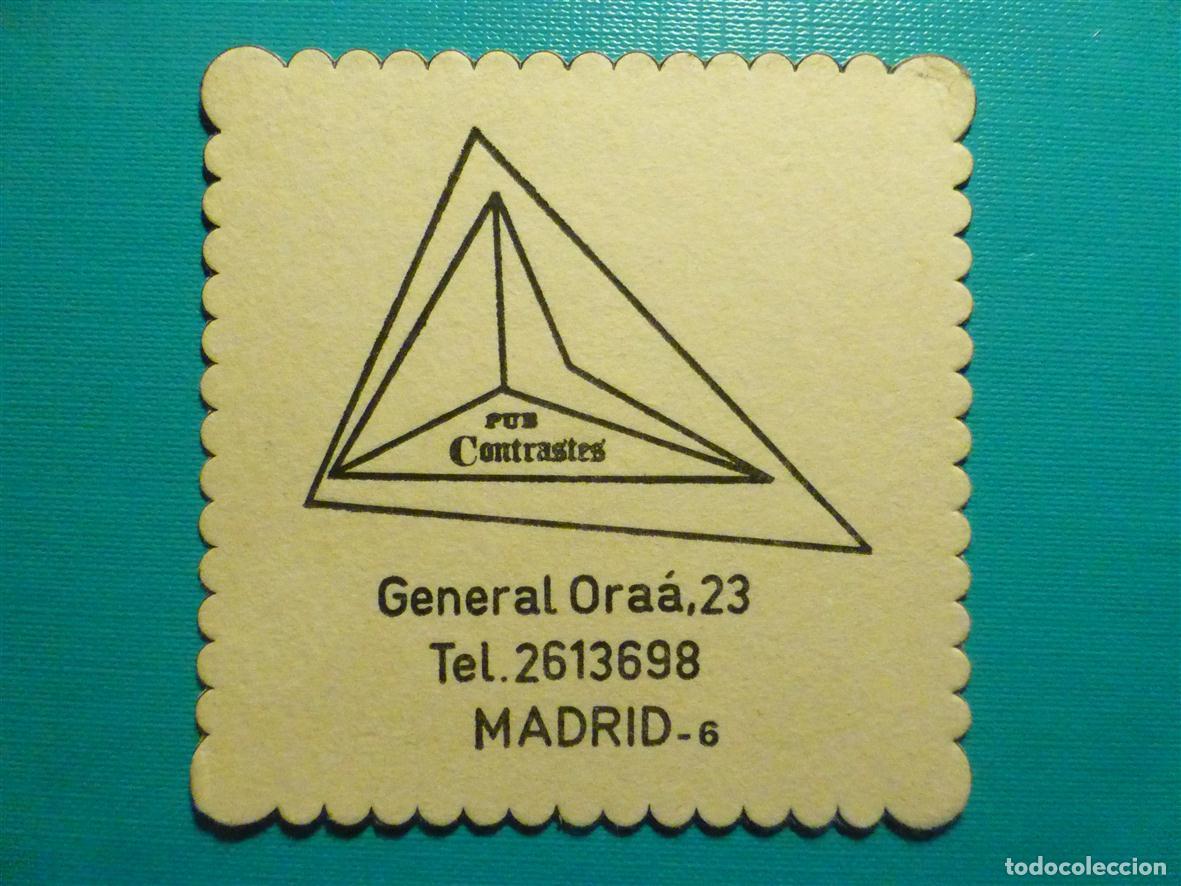 PUB
Contrastes
General Oraá,23
Tel.2613698
MADRID-6
todocoleccion